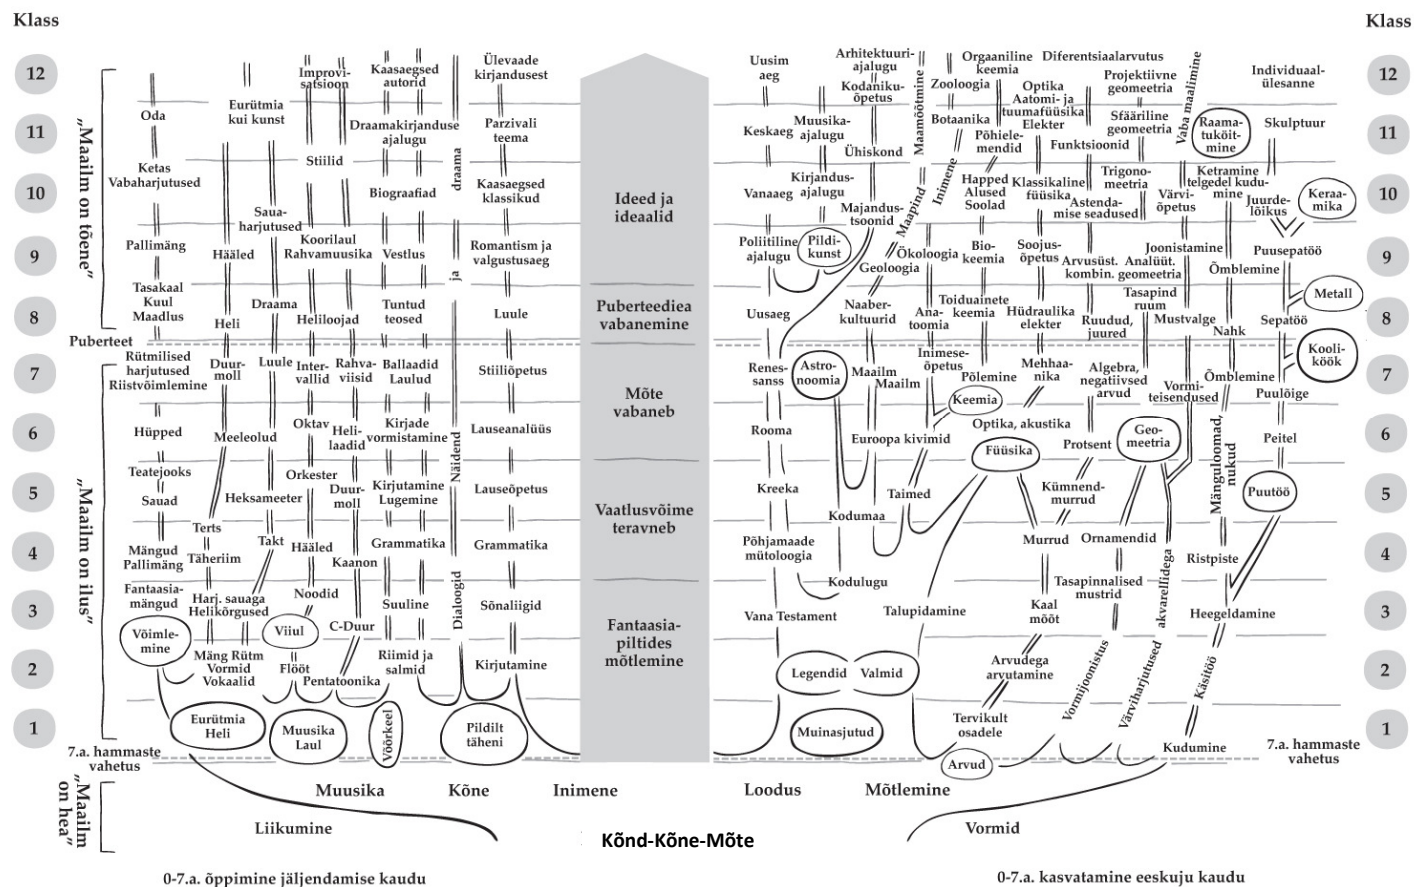 Klass
Klass
12
11
10
9
8
7
6
5
4
3
2
1
„Maailm on tõene"
„Maailm on ilus"
„Maailm
on hea"
Puberteet
7.a. hammaste
vahetus
Oda
Ketas
Vabaharjutused
Pallimäng
Tasakaal
Kuul
Maadlus
Rütmilised
harjutused
Riistvõimlemine
Hüpped
Teatejooks
Sauad
Mängud
Pallimäng
Fantaasia-
mängud
Võimle-
mine
Eurütmia
kui kunst
Saua-
harjutused
Hääled
Draama
Heli
Duur-
moll
Luule
Meeleolud
Heksameeter
Terts
Takt
Täheriim
Harj. sauaga
Helikõrgused
Mäng Rütm
Vormid
Vokaalid
Eurütmia
Heli
Improvi-
satsioon
Stiilid
Koorilaul
Rahvamuusika
Heliloojad
Inter-
vallid
Rahva-
viisid
Oktav
Heli-
laadid
Orkester
Duur-
moll
Hääled
Kaanon
Noodid
Viiul
C-Duur
Flööt
Pentatoonika
Muusika
Laul
Kaasaegsed
autorid
Draamakirjanduse
ajalugu
Biograafiad
Vestlus
Tuntud
teosed
Ballaadid
Laulud
Kirjade
vormistamine
Kirjutamine
Lugemine
Grammatika
Suuline
Riimid ja
salmid
Võõrkeel
draama
ja
Näidend
Dialoogid
Ülevaade
kirjandusest
Parzivali
teema
Kaasaegsed
klassikud
Romantism ja
valgustusaeg
Luule
Stiiliõpetus
Lauseanalüüs
Lauseõpetus
Grammatika
Sõnaliigid
Kirjutamine
Pildilt
täheni
Ideed ja
ideaalid
Puberteediea
vabanemine
Mõte
vabaneb
Vaatlusvõime
teravneb
Fantaasia-
piltides
mõtlemine
Uusim
aeg
Keskaeg
Vanaaeg
Poliitiline
ajalugu
Uusaeg
Renes-
sanss
Rooma
Kreeka
Põhjamaade
mütoloogia
Vana Testament
Legendid
Valmid
Muinasjutud
Arhitektuuri-
ajalugu
Kodaniku-
õpetus
Muusika-
ajalugu
Ühiskond
Kirjandus-
ajalugu
Majandus-
tsoonid
Pildi-
kunst
Geoloogia
Naaber-
kultuurid
Astro-
noomia
Maailm
Maailm
Euroopa kivimid
Taimed
Kodumaa
Kodulugu
Talupidamine
Maamõõtmine
Maapind
Inimene
Orgaaniline
keemia
Zooloogia
Botaanika
Põhiele-
mendid
Happed
Alused
Soolad
Ökoloogia
Bio-
keemia
Toiduainete
keemia
Ana-
toomia
Inimese-
õpetus
Põlemine
Keemia
Optika
Aatomi- ja
tuumafüüsika
Elekter
Klassikaline
füüsika
Soojus-
õpetus
Hüdraulika
elekter
Mehhaa-
nika
Optika, akustika
Füüsika
Diferentsiaalarvutus
Projektiivne
geomeetria
Sfääriline
geomeetria
Funktsioonid
Trigono-
meetria
Astenda-
mise seadused
Arvusüst.
kombin.
Analüüt.
geomeetria
Tasapind
ruum
Ruudud,
juured
Algebra,
negatiivsed
arvud
Protsent
Geo-
meetria
Kümnend-
murrud
Murrud
Ornamendid
Tasapinnalised
mustrid
Kaal
mõõt
Arvudega
arvutamine
Tervikult
osadele
Arvud
Vormijoonistus
Värviharjutused
akvarellidega
Vaba maalimine
Värvi-
õpetus
Joonistamine
Mustvalge
Vormi-
teisendused
Raama-
tuköit-
mine
Ketramine
telgedel kudu-
mine
Õmblemine
Nahk
Õmblemine
Mänguloomad,
nukud
Ristpiste
Heegeldamine
Käsitöö
Kudumine
Individuaal-
ülesanne
Skulptuur
Juurde-
lõikus
Keraa-
mika
Puusepatöö
Metall
Sepatöö
Kooli-
köök
Puulõige
Peitel
Puutöö
12
11
10
9
8
7
6
5
4
3
2
1
7.a. hammaste
vahetus
Muusika
Kõne
Inimene
Loodus
Mõtlemine
Liikumine
Kõnd-Kõne-Mõte
Vormid
0-7.a. õppimine jäljendamise kaudu
0-7.a. kasvatamine eeskuju kaudu